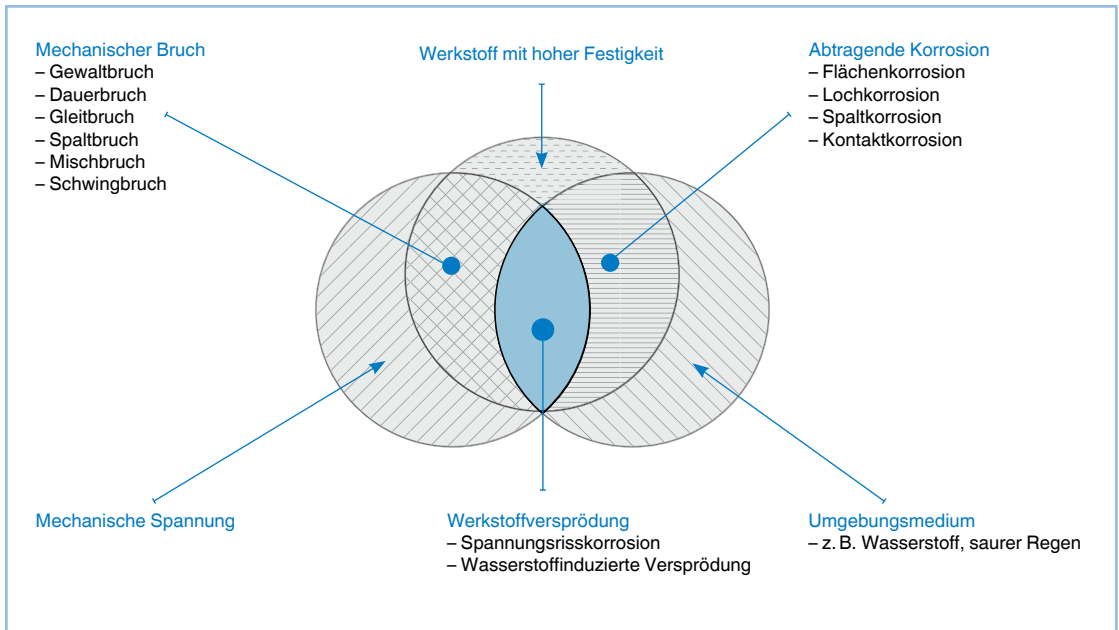 Mechanischer Bruch
– Gewaltbruch
– Dauerbruch
– Gleitbruch
– Spaltbruch
– Mischbruch
– Schwingbruch
Werkstoff mit hoher Festigkeit
Abtragende Korrosion
– Flächenkorrosion
– Lochkorrosion
– Spaltkorrosion
– Kontaktkorrosion
Mechanische Spannung
Werkstoffversprödung
– Spannungsrisskorrosion
– Wasserstoffinduzierte Versprödung
Umgebungsmedium
– z. B. Wasserstoff, saurer Regen